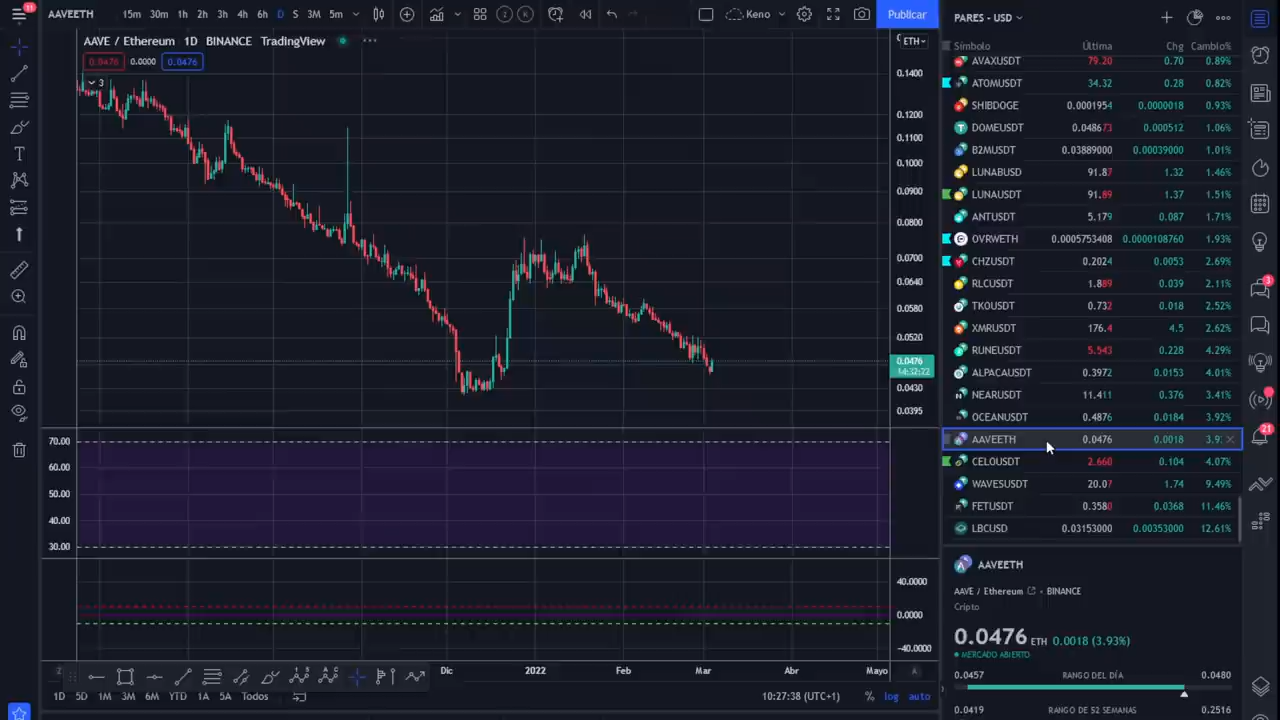 11
AAVEETH 15m 30m 1h 2h 3h 4h 6h D S 3M 5m Keno Publicar
AAVE / Ethereum 1D BINANCE TradingView
0.0476 0.0000 0.0476
3
ETH
0.1400
0.1200
0.1100
0.1000
0.0900
0.0800
0.0700
0.0640
0.0580
0.0520
0.0476
14:32:22
0.0430
0.0395
70.00
60.00
50.00
40.00
30.00
40.0000
0.0000
-40.0000
Dic 2022 Feb Mar Abr Mayo
1D 5D 1M 3M 6M YTD 1A 5A Todos
10:27:38 (UTC+1) % log auto
PARES - USD
Símbolo Última Chg Cambio%
AVAXUSDT 79.20 0.70 0.89%
ATOMUSDT 34.32 0.28 0.82%
SHIBDOGE 0.0001954 0.0000018 0.93%
DOMEUSDT 0.048673 0.000512 1.06%
B2MUSDT 0.03889000 0.00039000 1.01%
LUNABUSD 91.87 1.32 1.46%
LUNAUSDT 91.89 1.37 1.51%
ANTUSDT 5.179 0.087 1.71%
OVRWETH 0.0005753408 0.0000108760 1.93%
CHZUSDT 0.2024 0.0053 2.69%
RLCUSDT 1.889 0.039 2.11%
TKOUSDT 0.732 0.018 2.52%
XMRUSDT 176.4 4.5 2.62%
RUNEUSDT 5.543 0.228 4.29%
ALPACAUSDT 0.3972 0.0153 4.01%
NEARUSDT 11.411 0.376 3.41%
OCEANUSDT 0.4876 0.0184 3.92%
AAVEETH 0.0476 0.0018 3.9
CELOUSDT 2.660 0.104 4.07%
WAVESUSDT 20.07 1.74 9.49%
FETUSDT 0.3580 0.0368 11.46%
LBCUSD 0.03153000 0.00353000 12.61%
AAVEETH
AAVE / Ethereum • BINANCE
Cripto
0.0476 ETH 0.0018 (3.93%)
MERCADO ABIERTO
0.0457 RANGO DEL DÍA 0.0480
0.0419 RANGO DE 52 SEMANAS 0.2516
3
21